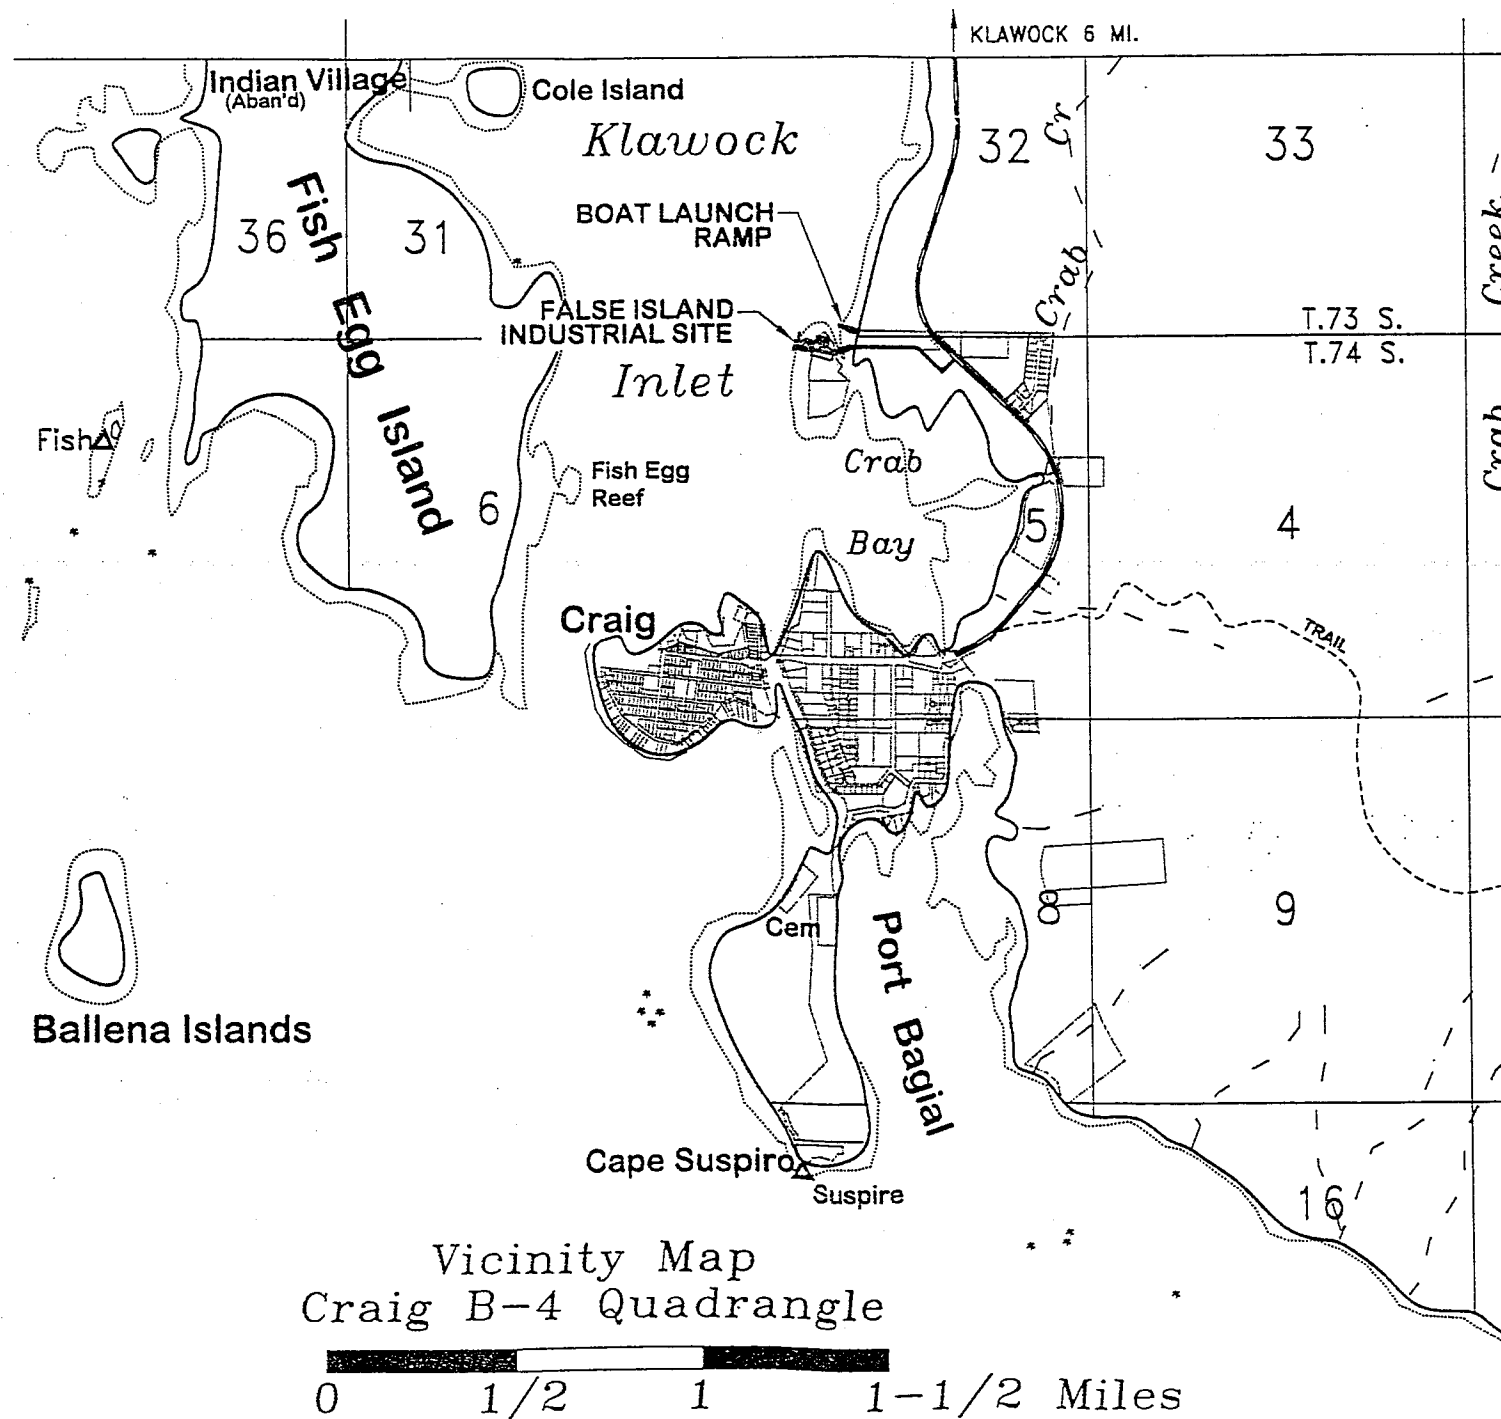 KLAWOCK 6 MI.
Indian Village
(Aban'd)
Cole Island
Klawock
32
Cr
33
Creek
BOAT LAUNCH
RAMP
36
31
Fish Egg Island
FALSE ISLAND
INDUSTRIAL SITE
Inlet
Crab
T.73 S.
T.74 S.
Fish
Crab
Crab
Fish Egg
Reef
6
5
4
Bay
Craig
TRAIL
8
9
Cem
Port Bagial
Ballena Islands
Cape Suspiro
Suspire
16
Vicinity Map
Craig B-4 Quadrangle
0 1/2 1 1-1/2 Miles